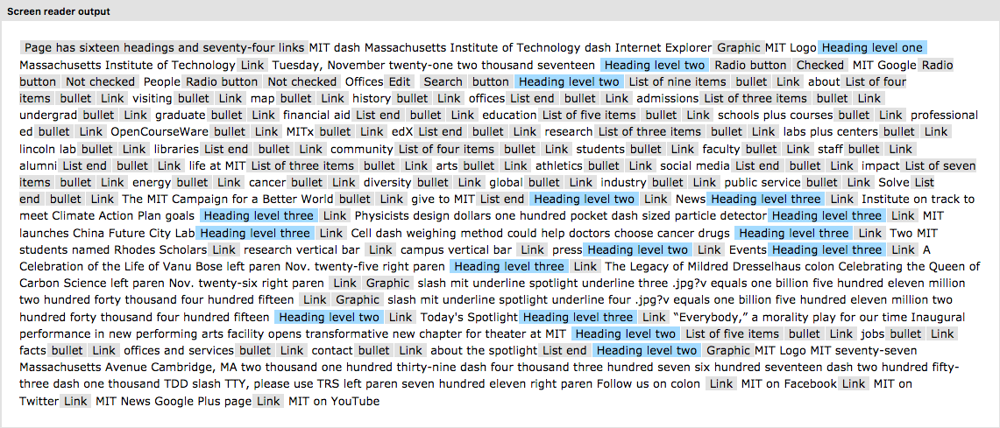 Screen reader output
Page has sixteen headings and seventy-four links MIT dash Massachusetts Institute of Technology dash Internet Explorer Graphic MIT Logo Heading level one
Massachusetts Institute of Technology Link Tuesday, November twenty-one two thousand seventeen Heading level two Radio button Checked MIT Google Radio
button Not checked People Radio button Not checked Offices Edit Search button Heading level two List of nine items bullet Link about List of four
items bullet Link visiting bullet Link map bullet Link history bullet Link offices List end bullet Link admissions List of three items bullet Link
undergrad bullet Link graduate bullet Link financial aid List end bullet Link education List of five items bullet Link schools plus courses bullet Link professional
ed bullet Link OpenCourseWare bullet Link MITx bullet Link edX List end bullet Link research List of three items bullet Link labs plus centers bullet Link
lincoln lab bullet Link libraries List end bullet Link community List of four items bullet Link students bullet Link faculty bullet Link staff bullet Link
alumni List end bullet Link life at MIT List of three items bullet Link arts bullet Link athletics bullet Link social media List end bullet Link impact List of seven
items bullet Link energy bullet Link cancer bullet Link diversity bullet Link global bullet Link industry bullet Link public service bullet Link Solve List
end bullet Link The MIT Campaign for a Better World bullet Link give to MIT List end Heading level two Link News Heading level three Link Institute on track to
meet Climate Action Plan goals Heading level three Link Physicists design dollars one hundred pocket dash sized particle detector Heading level three Link MIT
launches China Future City Lab Heading level three Link Cell dash weighing method could help doctors choose cancer drugs Heading level three Link Two MIT
students named Rhodes Scholars Link research vertical bar Link campus vertical bar Link press Heading level two Link Events Heading level three Link A
Celebration of the Life of Vanu Bose left paren Nov. twenty-five right paren Heading level three Link The Legacy of Mildred Dresselhaus colon Celebrating the Queen of
Carbon Science left paren Nov. twenty-six right paren Link Graphic slash mit underline spotlight underline three .jpg?v equals one billion five hundred eleven million
two hundred forty thousand four hundred fifteen Link Graphic slash mit underline spotlight underline four .jpg?v equals one billion five hundred eleven million two
hundred forty thousand four hundred fifteen Heading level two Link Today's Spotlight Heading level three Link “Everybody,” a morality play for our time Inaugural
performance in new performing arts facility opens transformative new chapter for theater at MIT Heading level two List of five items bullet Link jobs bullet Link
facts bullet Link offices and services bullet Link contact bullet Link about the spotlight List end Heading level two Graphic MIT Logo MIT seventy-seven
Massachusetts Avenue Cambridge, MA two thousand one hundred thirty-nine dash four thousand three hundred seven six hundred seventeen dash two hundred fifty-
three dash one thousand TDD slash TTY, please use TRS left paren seven hundred eleven right paren Follow us on colon Link MIT on Facebook Link MIT on
Twitter Link MIT News Google Plus page Link MIT on YouTube